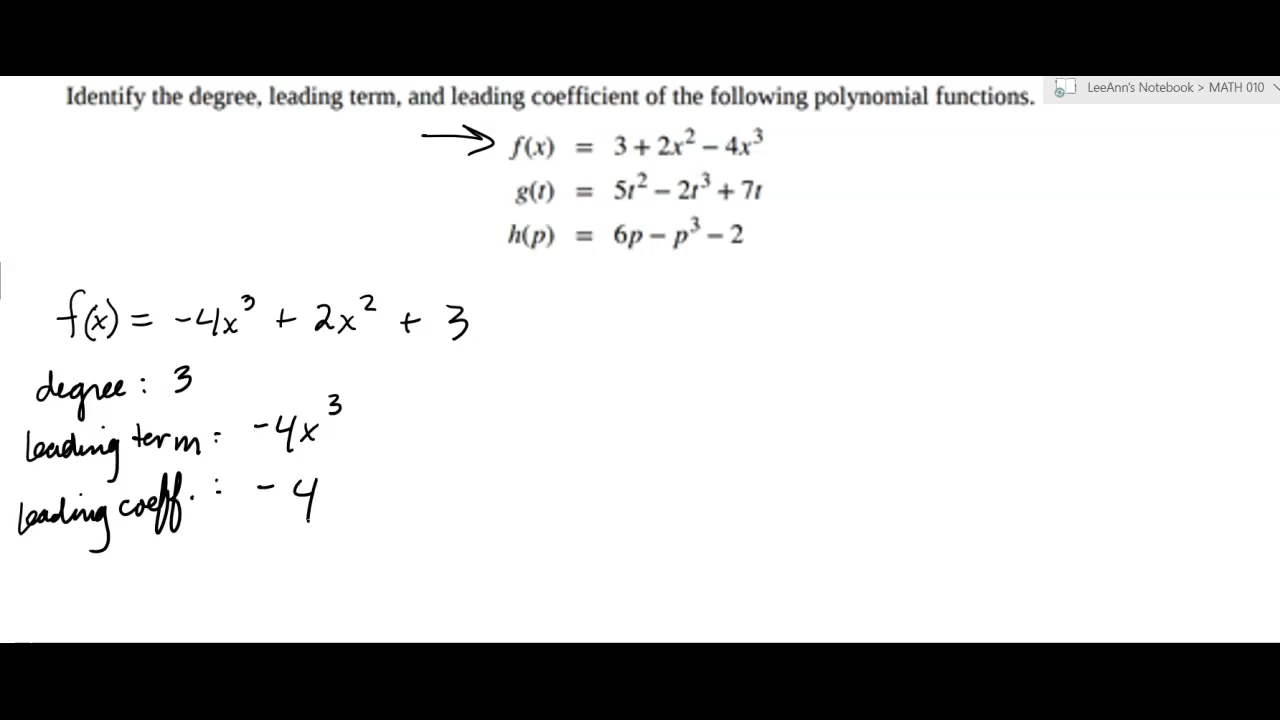 LeeAnn's Notebook > MATH 010
Identify the degree, leading term, and leading coefficient of the following polynomial functions.
f(x) = 3 + 2x² − 4x³
g(t) = 5t² − 2t³ + 7t
h(p) = 6p − p³ − 2
f(x) = -4x³ + 2x² + 3
degree: 3
leading term: -4x³
leading coeff.: -4